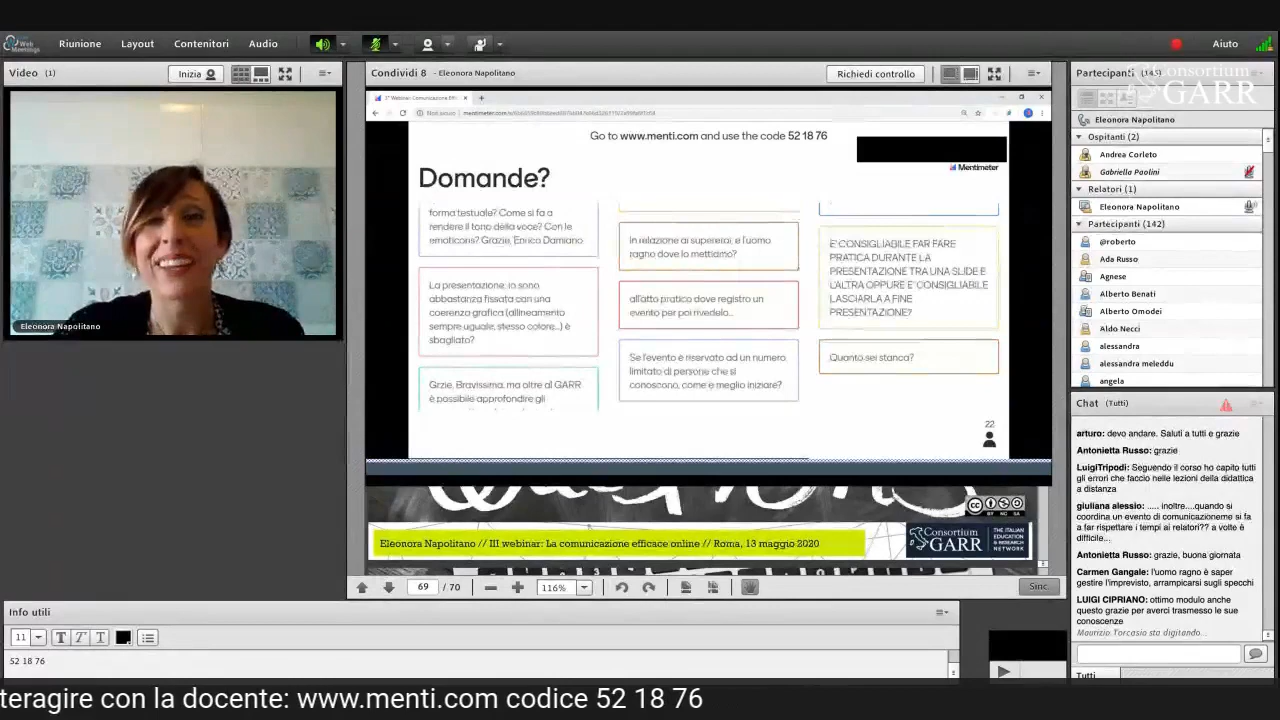 Riunione Layout Contenitori Audio
Aiuto
Video (1)
Inizia
Eleonora Napolitano
Condividi 8 - Eleonora Napolitano
Richiedi controllo
Go to www.menti.com and use the code 52 18 76
Mentimeter
Domande?
forma testuale? Come si fa a
rendere il tono della voce? Con le
emoticons? Grazie, Enrico Damiano
La presentazione: io sono
abbastanza fissata con una
coerenza grafica (allineamento
sempre uguale, stesso colore...) è
sbagliato?
Grzie, Bravissima, ma oltre al GARR
è possibile approfondire gli
In relazione ai supereroi, e l'uomo
ragno dove lo mettiamo?
all'atto pratico dove registro un
evento per poi rivedelo...
Se l'evento è riservato ad un numero
limitato di persone che si
conoscono, come è meglio iniziare?
E' CONSIGLIABILE FAR FARE
PRATICA DURANTE LA
PRESENTAZIONE TRA UNA SLIDE E
L'ALTRA OPPURE E' CONSIGLIABILE
LASCIARLA A FINE
PRESENTAZIONE?
Quanto sei stanca?
22
Eleonora Napolitano // III webinar: La comunicazione efficace online // Roma, 13 maggio 2020
Consortium
GARR
THE ITALIAN
EDUCATION
& RESEARCH
NETWORK
69 / 70
116%
Sinc
Partecipanti (145)
Consortium
GARR
Eleonora Napolitano
Ospitanti (2)
Andrea Corleto
Gabriella Paolini
Relatori (1)
Eleonora Napolitano
Partecipanti (142)
@roberto
Ada Russo
Agnese
Alberto Benati
Alberto Omodei
Aldo Necci
alessandra
alessandra meleddu
angela
Chat (Tutti)
arturo: devo andare. Saluti a tutti e grazie
Antonietta Russo: grazie
LuigiTripodi: Seguendo il corso ho capito tutti
gli errori che faccio nelle lezioni della didattica
a distanza
giuliana alessio: ..... inoltre....quando si
coordina un evento di comunicazioneme si fa
a far rispettare i tempi ai relatori?? a volte è
difficile...
Antonietta Russo: grazie, buona giornata
Carmen Gangale: l'uomo ragno è saper
gestire l'imprevisto, arrampicarsi sugli specchi
LUIGI CIPRIANO: ottimo modulo anche
questo grazie per averci trasmesso le sue
conoscenze
Maurizio Torcasio sta digitando...
Tutti
Info utili
11
52 18 76
teragire con la docente: www.menti.com codice 52 18 76